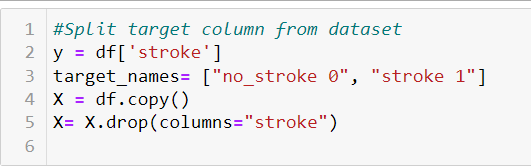 1 #Split target column from dataset
2 y = df['stroke']
3 target_names= ["no_stroke 0", "stroke 1"]
4 X = df.copy()
5 X= X.drop(columns="stroke")
6